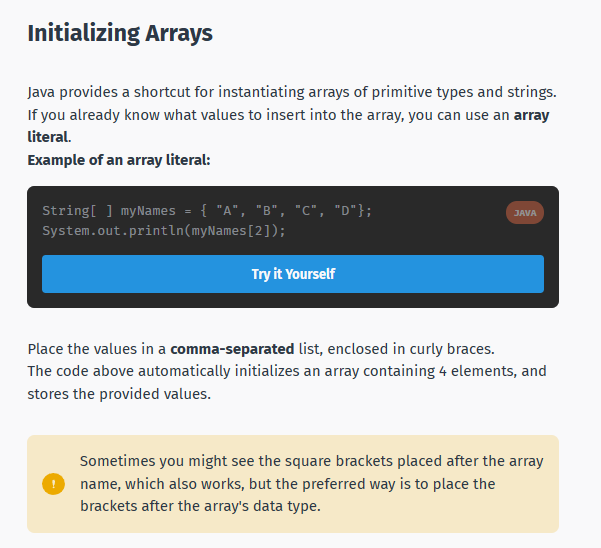 Initializing Arrays
Java provides a shortcut for instantiating arrays of primitive types and strings.
If you already know what values to insert into the array, you can use an array
literal.
Example of an array literal:
String[ ] myNames = { "A", "B", "C", "D"};
JAVA
System.out.println(myNames[2]);
Try it Yourself
Place the values in a comma-separated list, enclosed in curly braces.
The code above automatically initializes an array containing 4 elements, and
stores the provided values.
!
Sometimes you might see the square brackets placed after the array
name, which also works, but the preferred way is to place the
brackets after the array's data type.